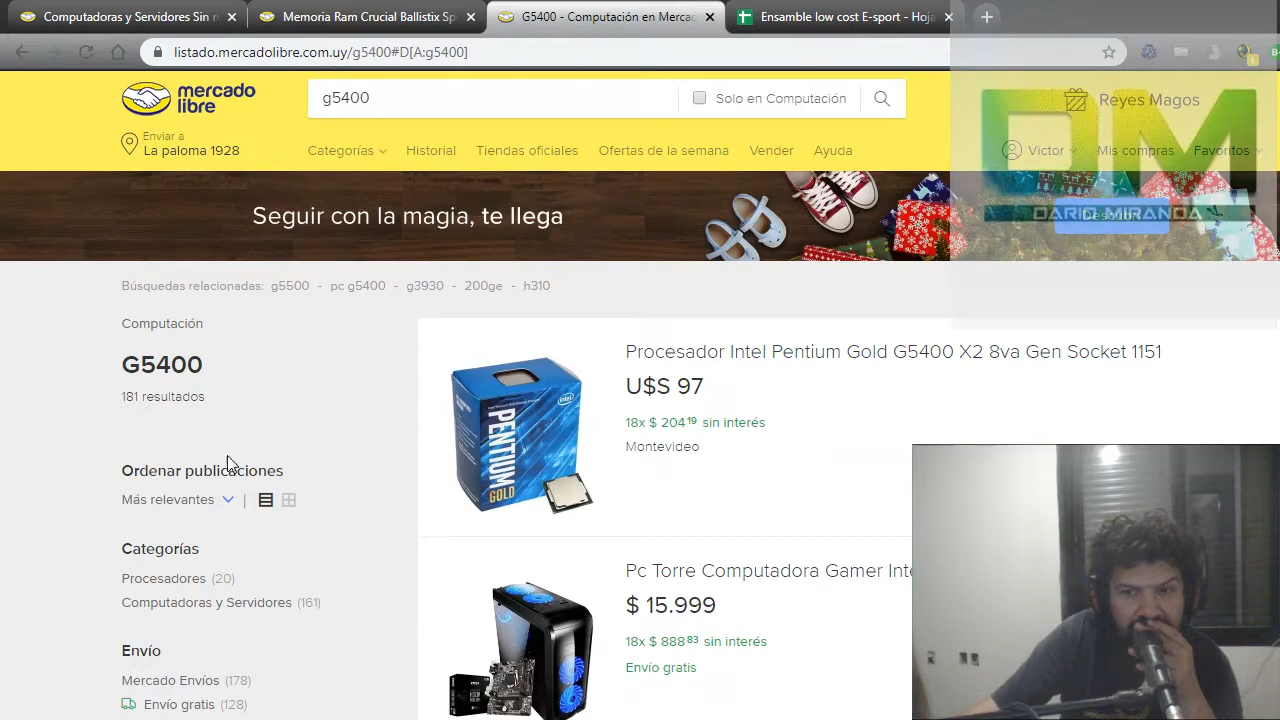 Computadoras y Servidores Sin
Memoria Ram Crucial Ballistix Sp
G5400 - Computación en Merca
Ensamble low cost E-sport - Hoja
listado.mercadolibre.com.uy/g5400#D[A:g5400]
mercado
libre
g5400
Solo en Computación
Reyes Magos
Enviar a
La paloma 1928
Categorías
Historial
Tiendas oficiales
Ofertas de la semana
Vender
Ayuda
Victor
Mis compras
Favoritos
Seguir con la magia, te llega
DM
DARIO MIRANDA
Búsquedas relacionadas: g5500 - pc g5400 - g3930 - 200ge - h310
Computación
G5400
181 resultados
Ordenar publicaciones
Más relevantes
Categorías
Procesadores (20)
Computadoras y Servidores (161)
Envío
Mercado Envíos (178)
Envío gratis (128)
Procesador Intel Pentium Gold G5400 X2 8va Gen Socket 1151
U$S 97
18x $ 204 19 sin interés
Montevideo
PENTIUM
GOLD
Pc Torre Computadora Gamer Inte
$ 15.999
18x $ 888 83 sin interés
Envío gratis